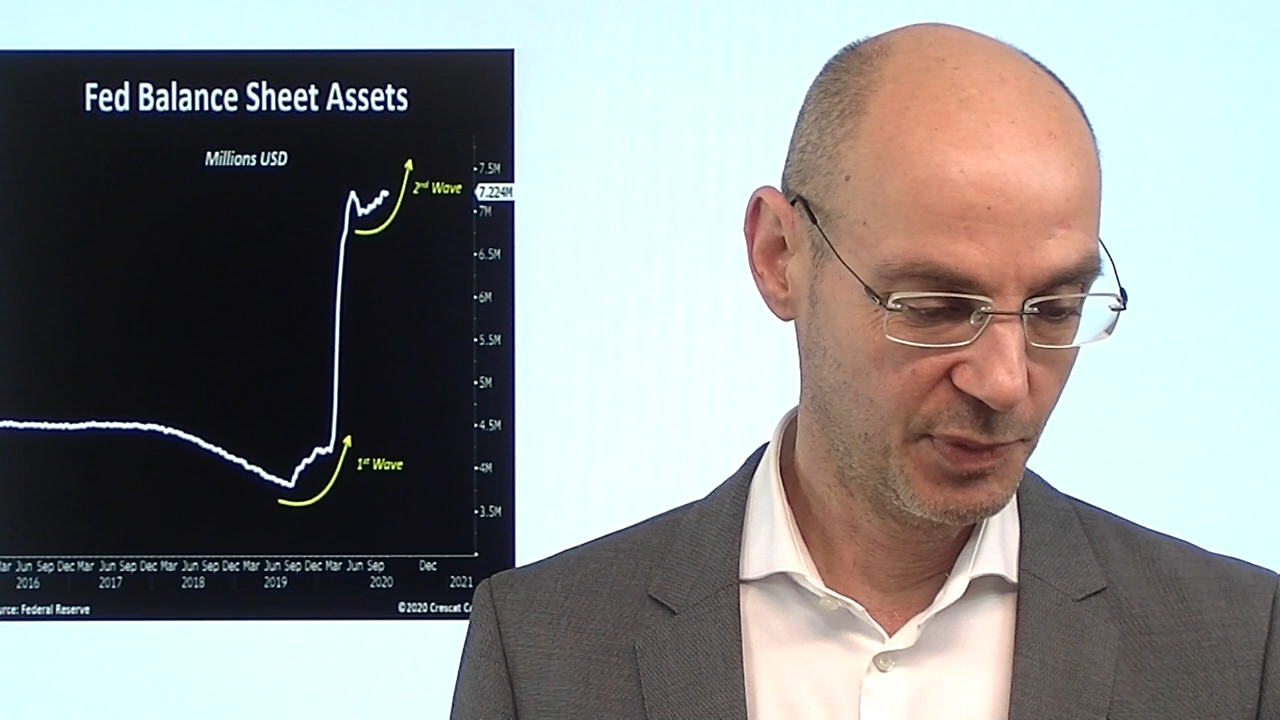 Fed Balance Sheet Assets
Millions USD
7.5M
2nd Wave
7.224M
7M
6.5M
6M
5.5M
5M
4.5M
1st Wave
4M
3.5M
Jun Sep Dec Mar Jun Sep Dec Mar Jun Sep Dec Mar Jun Sep Dec Mar Jun Sep Dec
2016 2017 2018 2019 2020 2021
Federal Reserve
©2020 Crescat